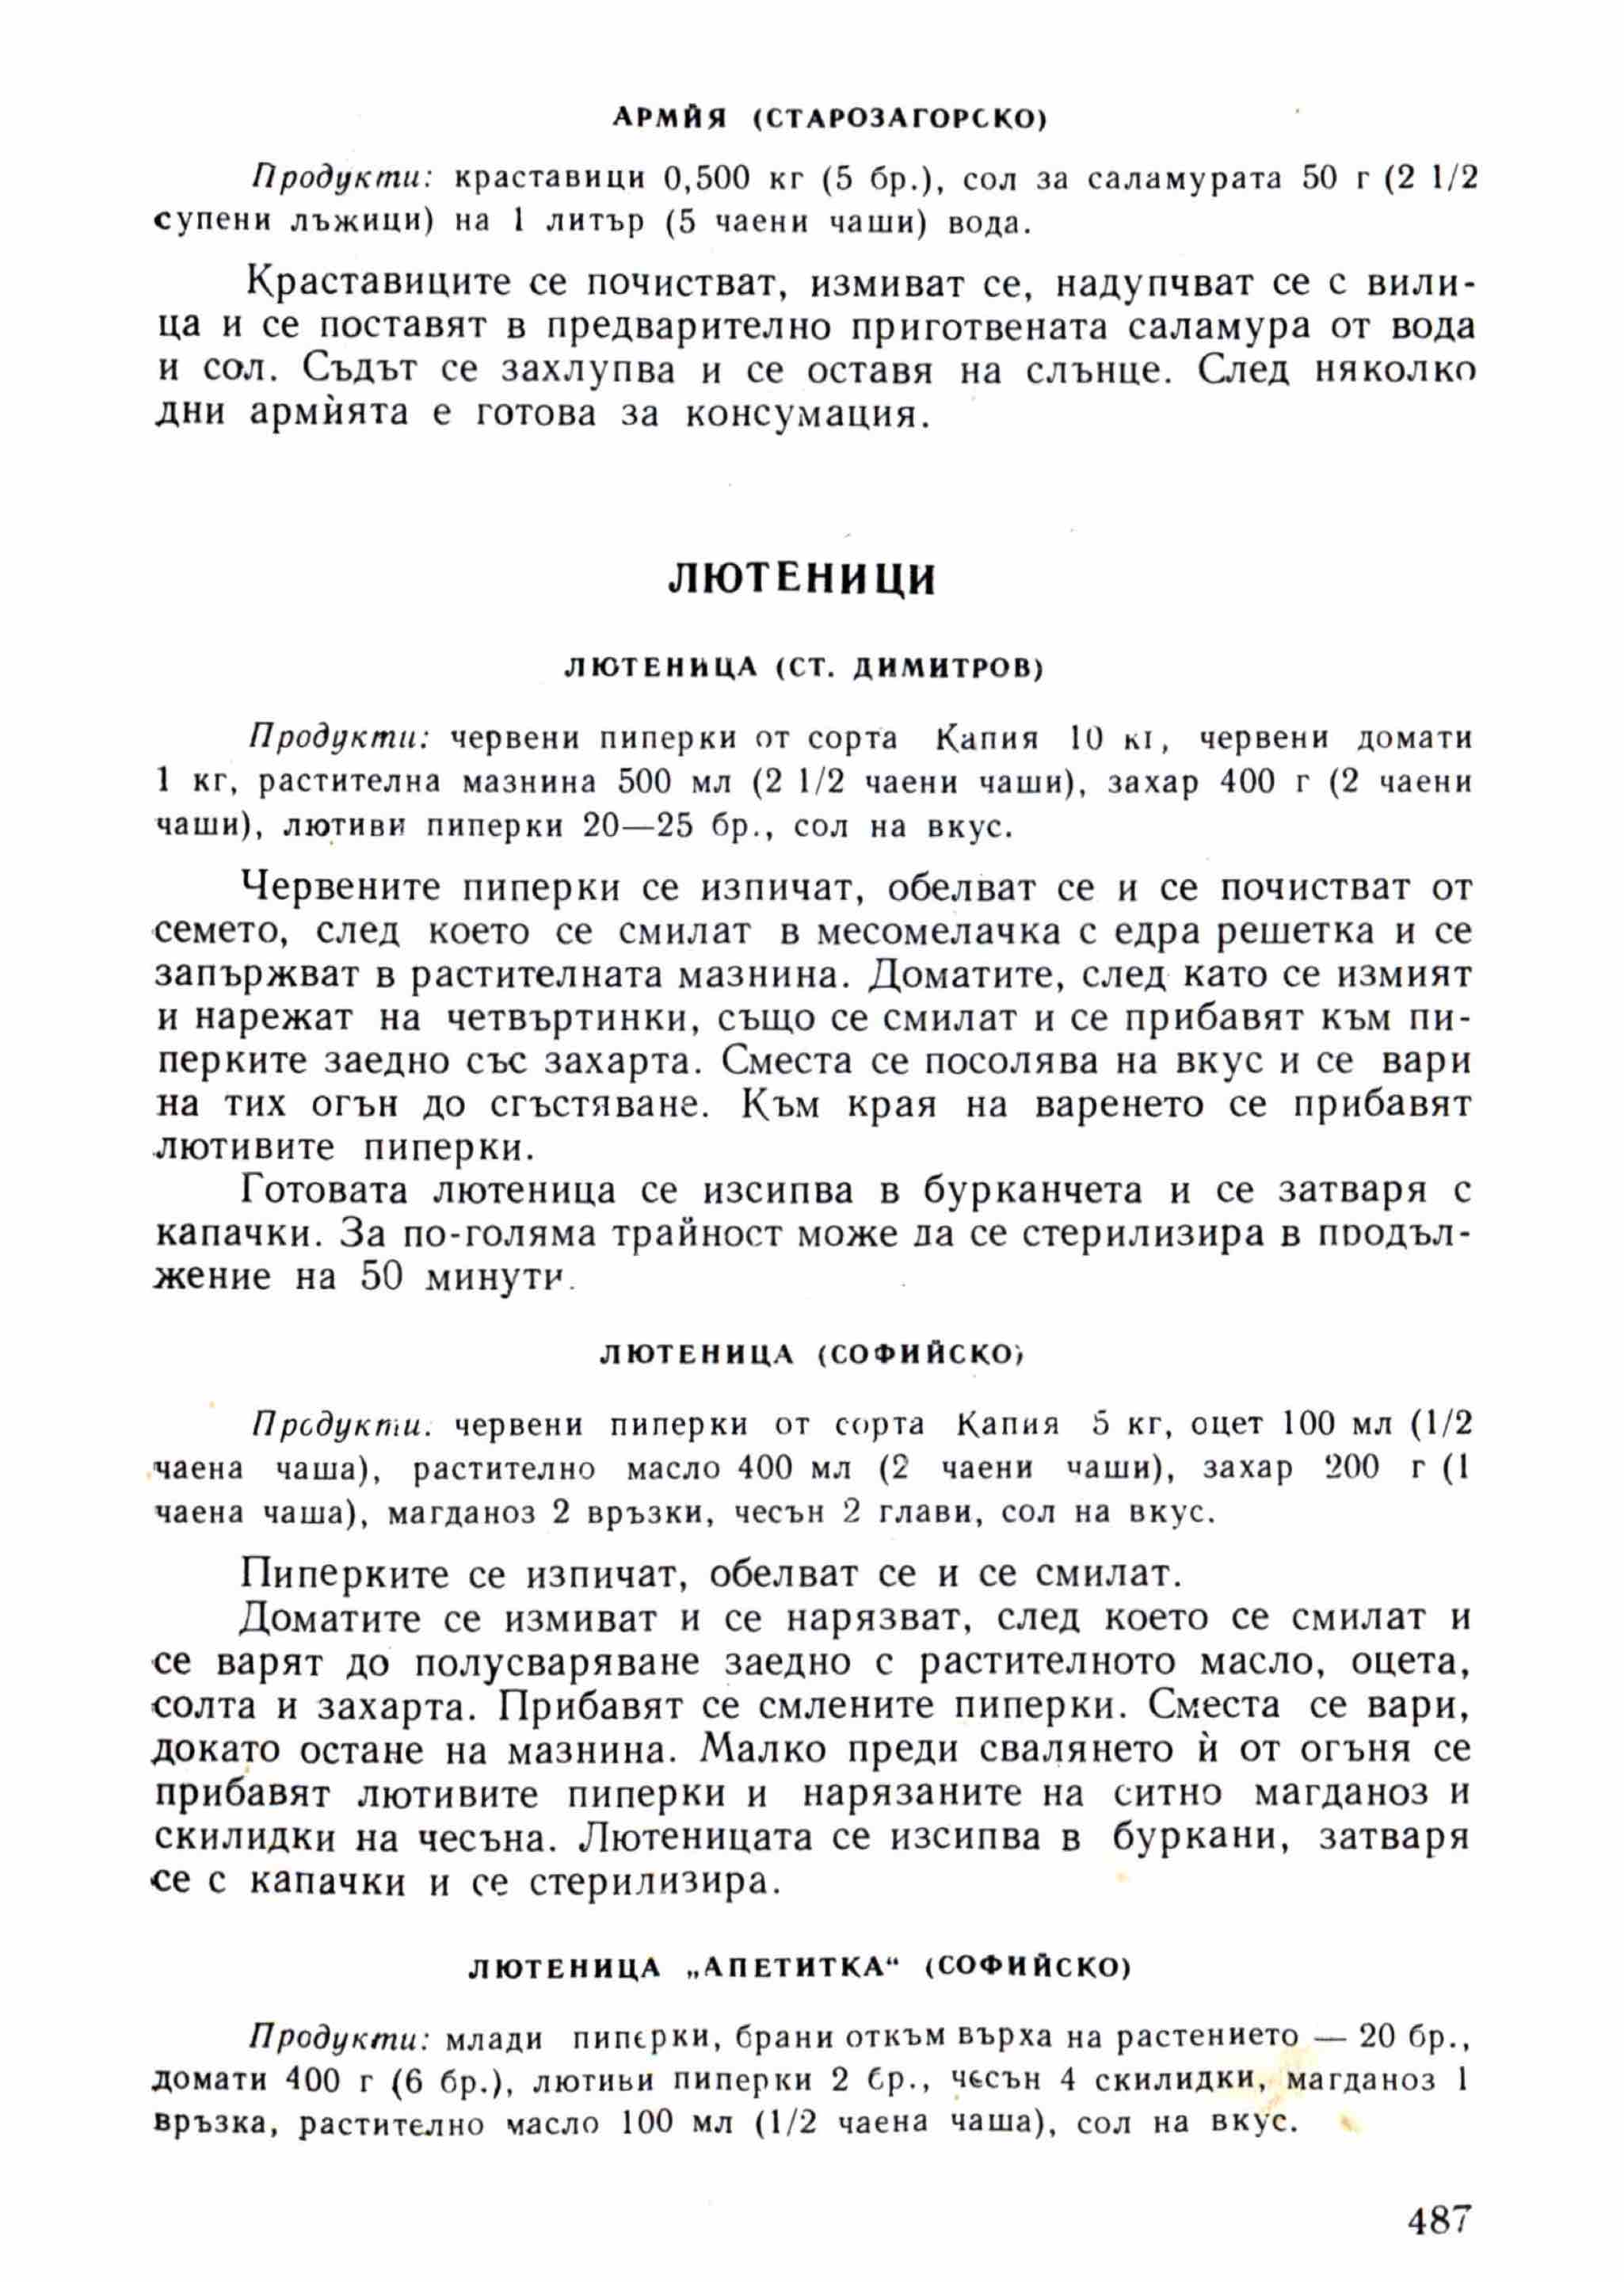 АРМИЯ (СТАРОЗАГОРСКО)
Продукти: краставици 0,500 кг (5 бр.), сол за саламурата 50 г (2 1/2
супени лъжици) на 1 литър (5 чаени чаши) вода.
Краставиците се почистват, измиват се, надупчват се с вили-
ца и се поставят в предварително приготвената саламура от вода
и сол. Съдът се захлупва и се оставя на слънце. След няколко
дни армѝята е готова за консумация.
ЛЮТЕНИЦИ
ЛЮТЕНИЦА (СТ. ДИМИТРОВ)
Продукти: червени пиперки от сорта Капия 10 кг, червени домати
1 кг, растителна мазнина 500 мл (2 1/2 чаени чаши), захар 400 г (2 чаени
чаши), лютиви пиперки 20—25 бр., сол на вкус.
Червените пиперки се изпичат, обелват се и се почистват от
семето, след което се смилат в месомелачка с едра решетка и се
запържват в растителната мазнина. Доматите, след като се измият
и нарежат на четвъртинки, също се смилат и се прибавят към пи-
перките заедно със захарта. Сместа се посолява на вкус и се вари
на тих огън до сгъстяване. Към края на варенето се прибавят
лютивите пиперки.
Готовата лютеница се изсипва в бурканчета и се затваря с
капачки. За по-голяма трайност може да се стерилизира в продъл-
жение на 50 минути.
ЛЮТЕНИЦА (СОФИЙСКО)
Продукти: червени пиперки от сорта Капия 5 кг, оцет 100 мл (1/2
чаена чаша), растително масло 400 мл (2 чаени чаши), захар 200 г (1
чаена чаша), магданоз 2 връзки, чесън 2 глави, сол на вкус.
Пиперките се изпичат, обелват се и се смилат.
Доматите се измиват и се нарязват, след което се смилат и
се варят до полусваряване заедно с растителното масло, оцета,
солта и захарта. Прибавят се смлените пиперки. Сместа се вари,
докато остане на мазнина. Малко преди свалянето ѝ от огъня се
прибавят лютивите пиперки и нарязаните на ситно магданоз и
скилидки на чесъна. Лютеницата се изсипва в буркани, затваря
се с капачки и се стерилизира.
ЛЮТЕНИЦА „АПЕТИТКА“ (СОФИЙСКО)
Продукти: млади пиперки, брани откъм върха на растението — 20 бр.,
домати 400 г (6 бр.), лютиви пиперки 2 бр., чесън 4 скилидки, магданоз 1
връзка, растително масло 100 мл (1/2 чаена чаша), сол на вкус.
487